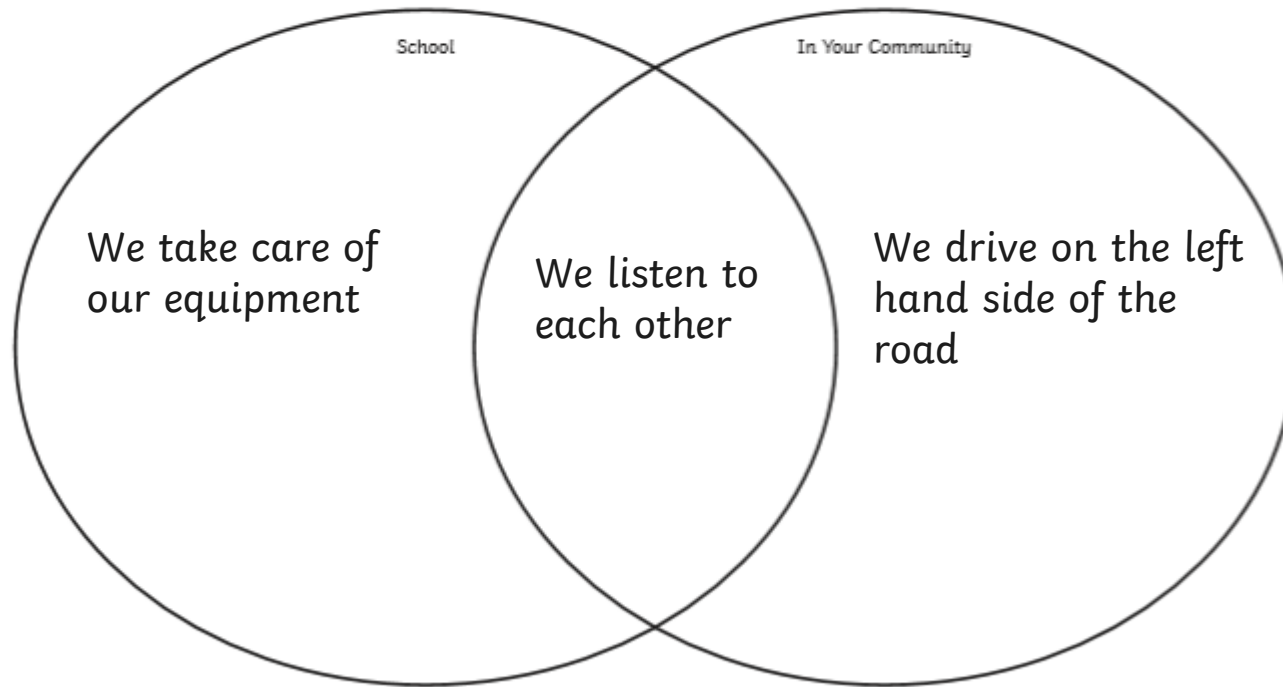 School
In Your Community
We take care of
our equipment
We listen to
each other
We drive on the left
hand side of the
road